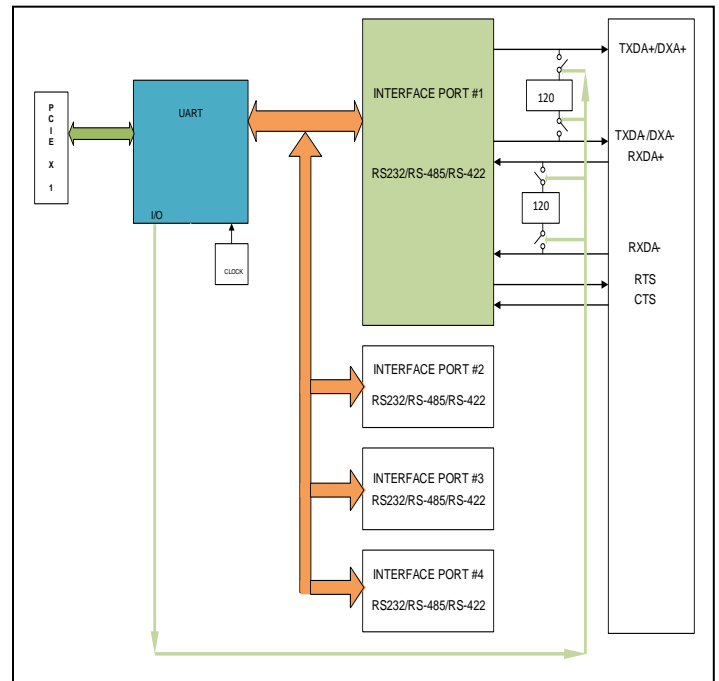 PCIE X1
UART
I/O
CLOCK
INTERFACE PORT #1
RS232/RS-485/RS-422
120
120
TXDA+/DXA+
TXDA-/DXA-
RXDA+
RXDA-
RTS
CTS
INTERFACE PORT #2
RS232/RS-485/RS-422
INTERFACE PORT #3
RS232/RS-485/RS-422
INTERFACE PORT #4
RS232/RS-485/RS-422